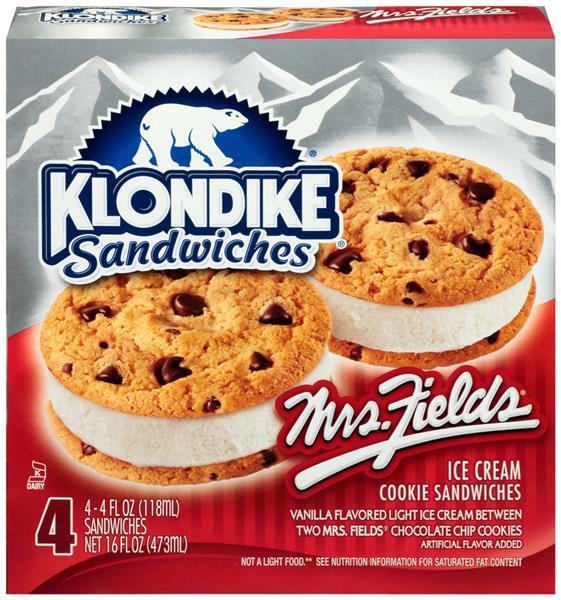 KLONDIKE
Mrs. Fields
KLONDIKE®
Sandwiches®
Mrs. Fields®
ICE CREAM
COOKIE SANDWICHES
VANILLA FLAVORED LIGHT ICE CREAM BETWEEN
TWO MRS. FIELDS® CHOCOLATE CHIP COOKIES
ARTIFICIAL FLAVOR ADDED
K
DAIRY
4
4-4 FL OZ (118ML)
SANDWICHES
NET 16 FL OZ (473ML)
NOT A LIGHT FOOD.** SEE NUTRITION INFORMATION FOR SATURATED FAT CONTENT